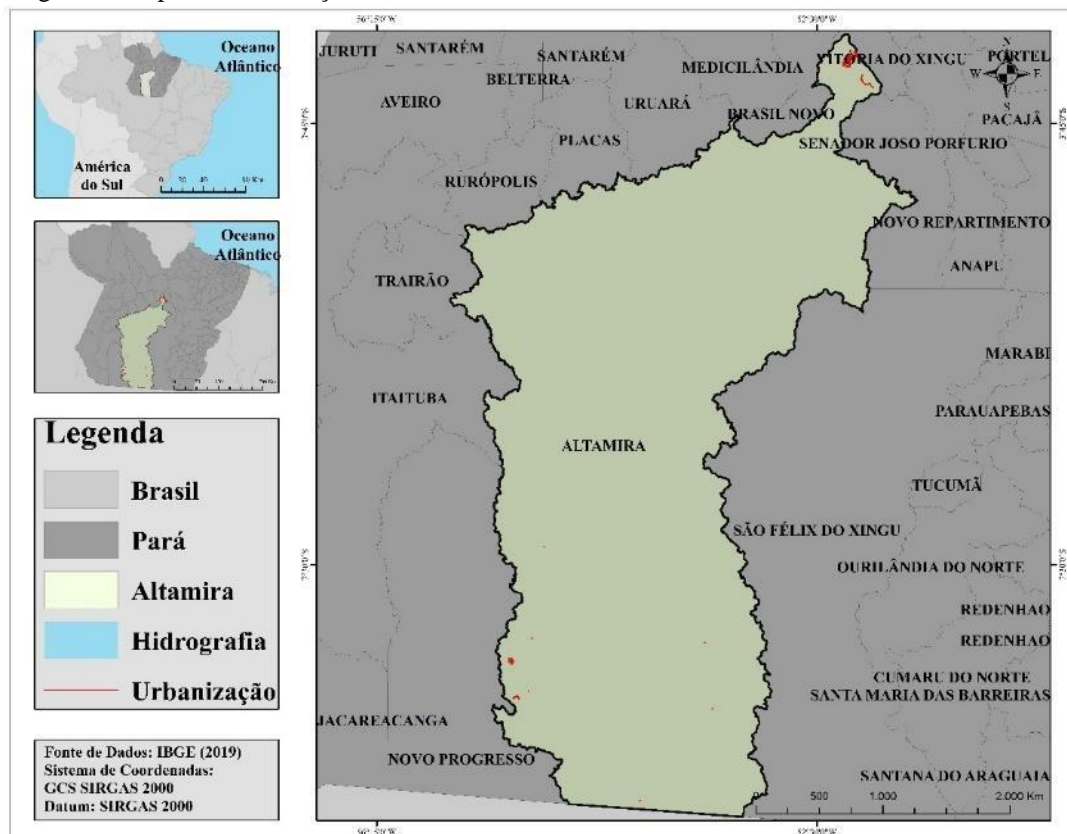 Oceano
Atlântico
América
do Sul
Oceano
Atlântico
Legenda
Brasil
Pará
Altamira
Hidrografia
Urbanização
Fonte de Dados: IBGE (2019)
Sistema de Coordenadas:
GCS SIRGAS 2000
Datum: SIRGAS 2000
JURUTI
SANTARÉM
SANTARÉM
BELTERRA
MEDICILÂNDIA
VITÓRIA DO XINGU
PORTEL
N
W
E
S
AVEIRO
URUARÁ
BRASIL NOVO
PACAJÁ
PLACAS
SENADOR JOSO PORFURIO
RURÓPOLIS
NOVO REPARTIMENTO
TRAIRÃO
ANAPU
MARABI
ITAITUBA
PARAUAPEBAS
ALTAMIRA
TUCUMÃ
SÃO FÉLIX DO XINGU
OURILÂNDIA DO NORTE
REDENHAO
REDENHAO
CUMARU DO NORTE
SANTA MARIA DAS BARREIRAS
JACAREACANGA
NOVO PROGRESSO
SANTANA DO ARAGUAIA
0 500 1.000 2.000 Km